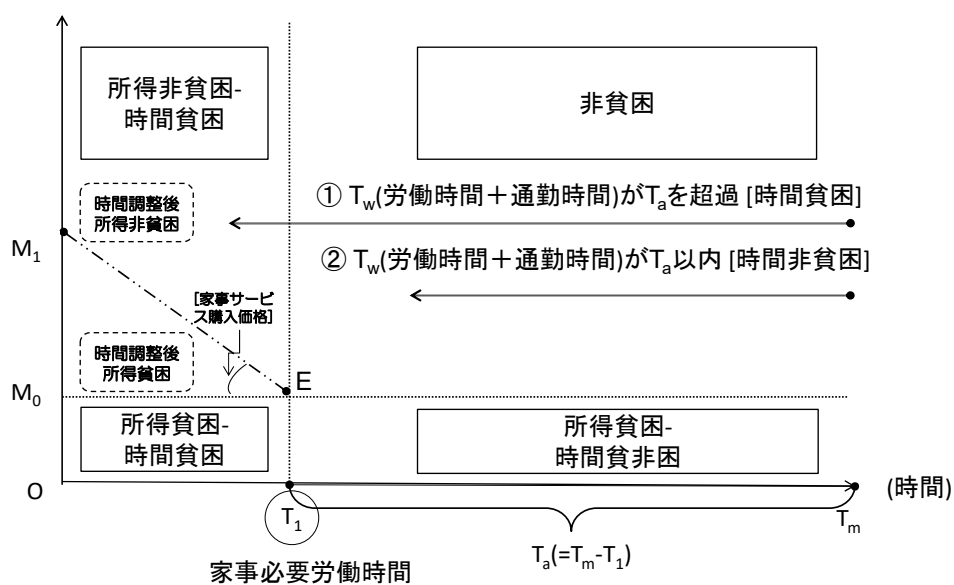 所得非貧困-
時間貧困
非貧困
① Tw(労働時間＋通勤時間)がTaを超過 [時間貧困]
時間調整後
所得非貧困
M1
② Tw(労働時間＋通勤時間)がTa以内 [時間非貧困]
[家事サービ
ス購入価格]
時間調整後
所得貧困
E
M0
所得貧困-
時間貧困
所得貧困-
時間貧非困
O
(時間)
T1
Tm
Ta(=Tm-T1)
家事必要労働時間